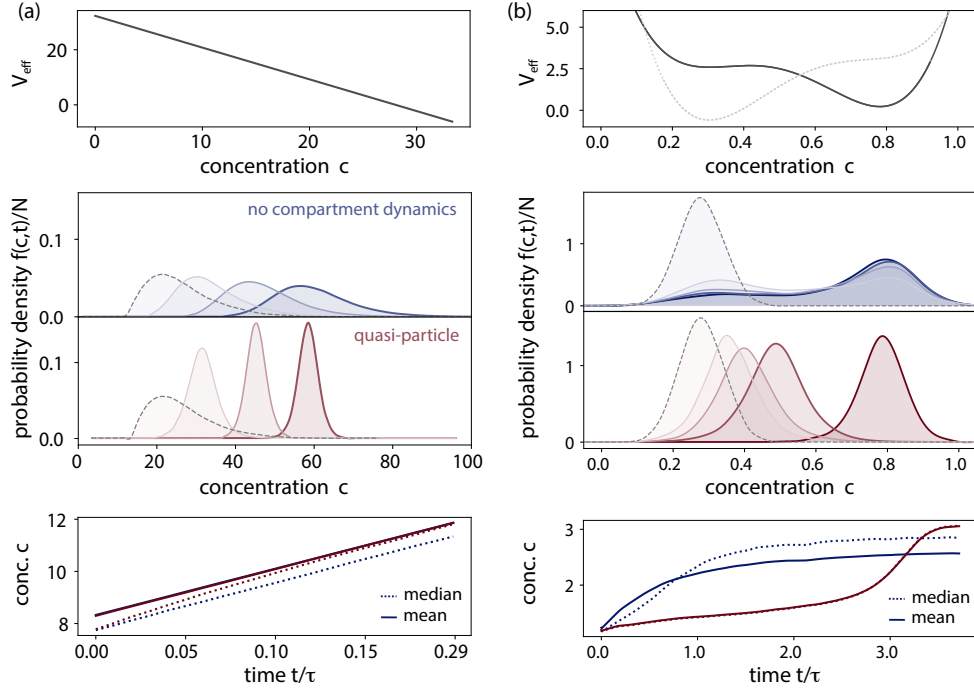 (a)
V_eff
20
0
0 10 20 30
concentration c
(b)
V_eff
5.0
2.5
0.0
0.0 0.2 0.4 0.6 0.8 1.0
concentration c
probability density f(c,t)/N
no compartment dynamics
0.1
0.0
quasi-particle
0.1
0.0
0 20 40 60 80 100
concentration c
probability density f(c,t)/N
1
0
1
0
0.0 0.2 0.4 0.6 0.8 1.0
concentration c
conc. c
12
10
8
median
mean
0.00 0.05 0.10 0.15 0.29
time t/τ
conc. c
3
2
median
mean
0.0 1.0 2.0 3.0
time t/τ